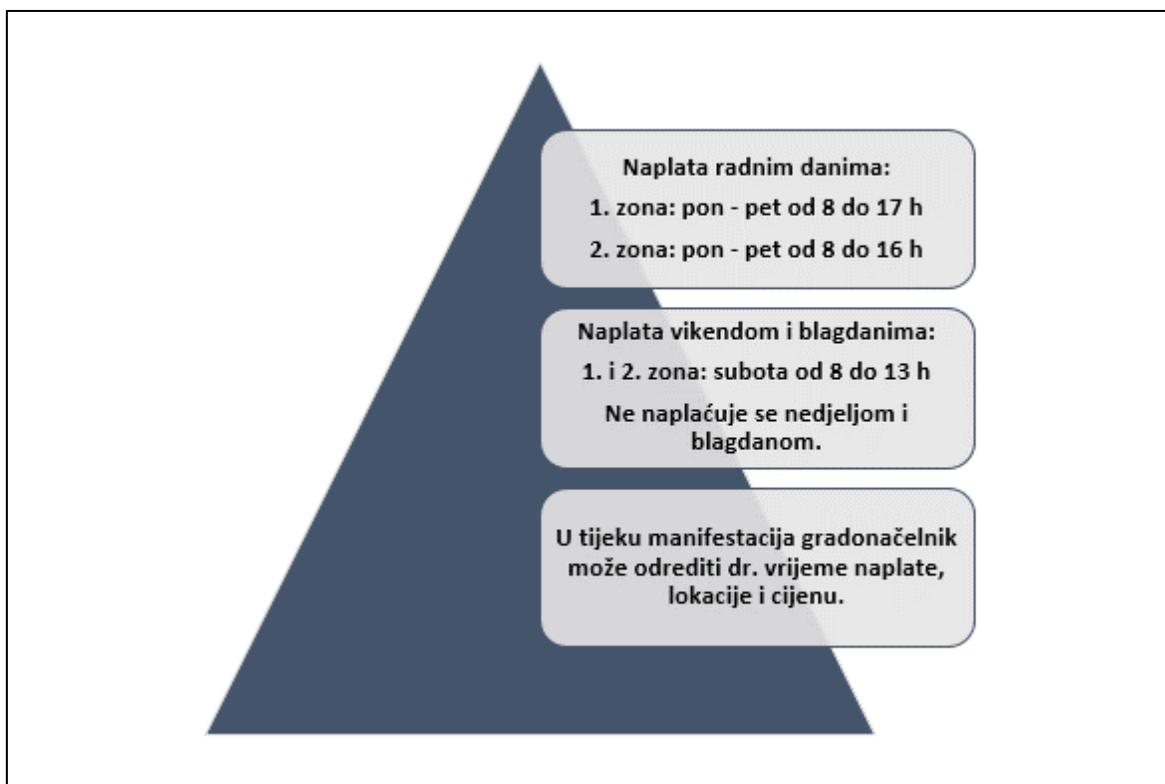 Naplata radnim danima:
1. zona: pon - pet od 8 do 17 h
2. zona: pon - pet od 8 do 16 h
Naplata vikendom i blagdanima:
1. i 2. zona: subota od 8 do 13 h
Ne naplaćuje se nedjeljom i
blagdanom.
U tijeku manifestacija gradonačelnik
može odrediti dr. vrijeme naplate,
lokacije i cijenu.